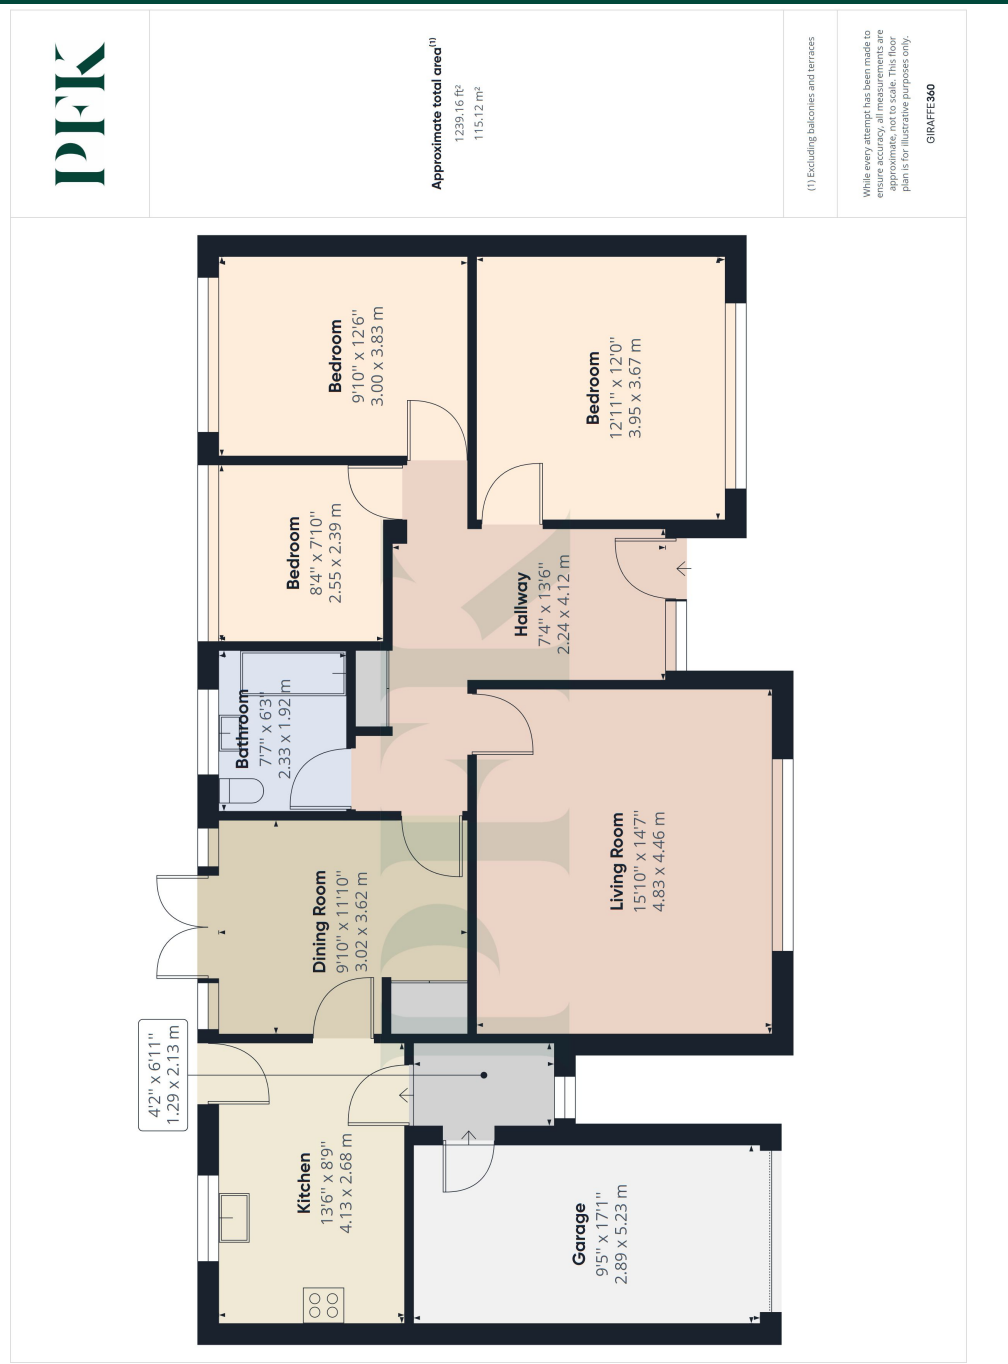 PFK
Approximate total area(1)
1239.16 ft²
115.12 m²
(1) Excluding balconies and terraces
While every attempt has been made to
ensure accuracy, all measurements are
approximate, not to scale. This floor
plan is for illustrative purposes only.
GIRAFFE360
Bedroom
9'10" x 12'6"
3.00 x 3.83 m
Bedroom
12'11" x 12'0"
3.95 x 3.67 m
Bedroom
8'4" x 7'10"
2.55 x 2.39 m
Hallway
7'4" x 13'6"
2.24 x 4.12 m
Bathroom
7'7" x 6'3"
2.33 x 1.92 m
Dining Room
9'10" x 11'10"
3.02 x 3.62 m
Living Room
15'10" x 14'7"
4.83 x 4.46 m
4'2" x 6'11"
1.29 x 2.13 m
Kitchen
13'6" x 8'9"
4.13 x 2.68 m
Garage
9'5" x 17'1"
2.89 x 5.23 m
PFK